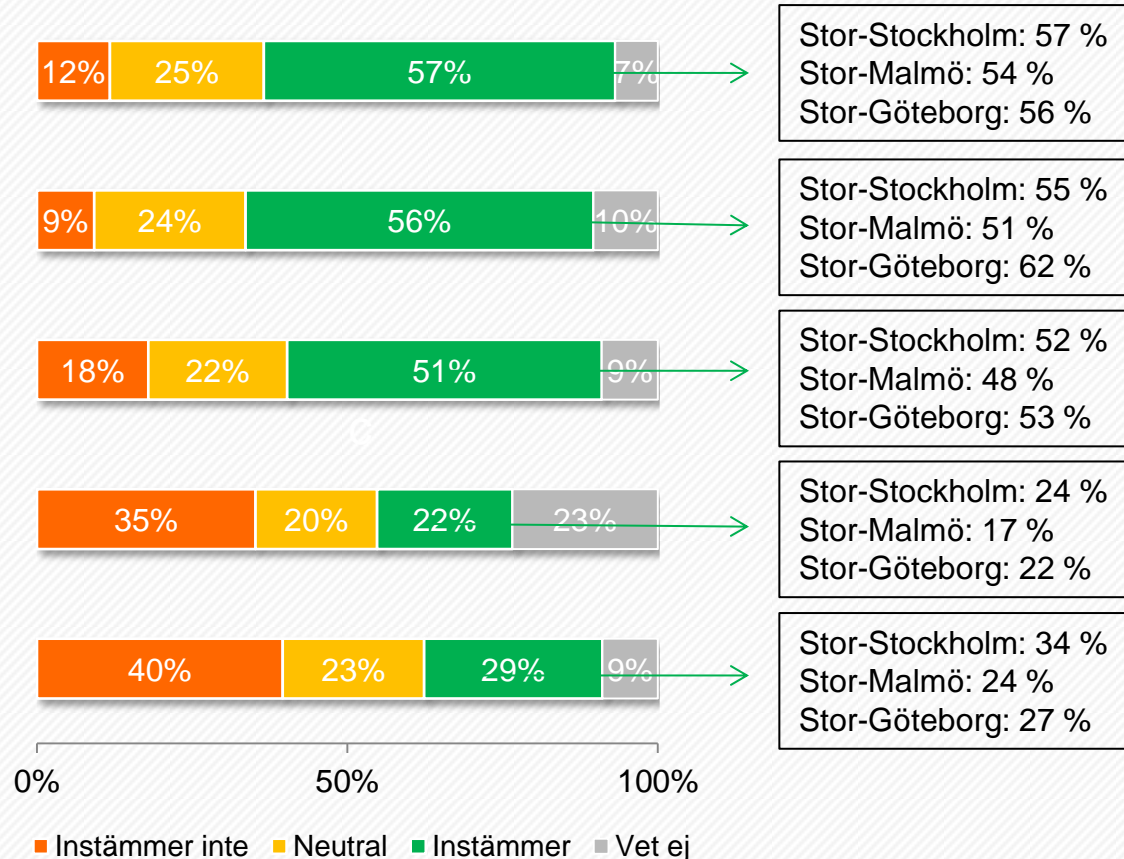 12% 25% 57% 7%
Stor-Stockholm: 57 %
Stor-Malmö: 54 %
Stor-Göteborg: 56 %
9% 24% 56% 10%
Stor-Stockholm: 55 %
Stor-Malmö: 51 %
Stor-Göteborg: 62 %
18% 22% 51% 9%
Stor-Stockholm: 52 %
Stor-Malmö: 48 %
Stor-Göteborg: 53 %
35% 20% 22% 23%
Stor-Stockholm: 24 %
Stor-Malmö: 17 %
Stor-Göteborg: 22 %
40% 23% 29% 9%
Stor-Stockholm: 34 %
Stor-Malmö: 24 %
Stor-Göteborg: 27 %
0% 50% 100%
Instämmer inte Neutral Instämmer Vet ej